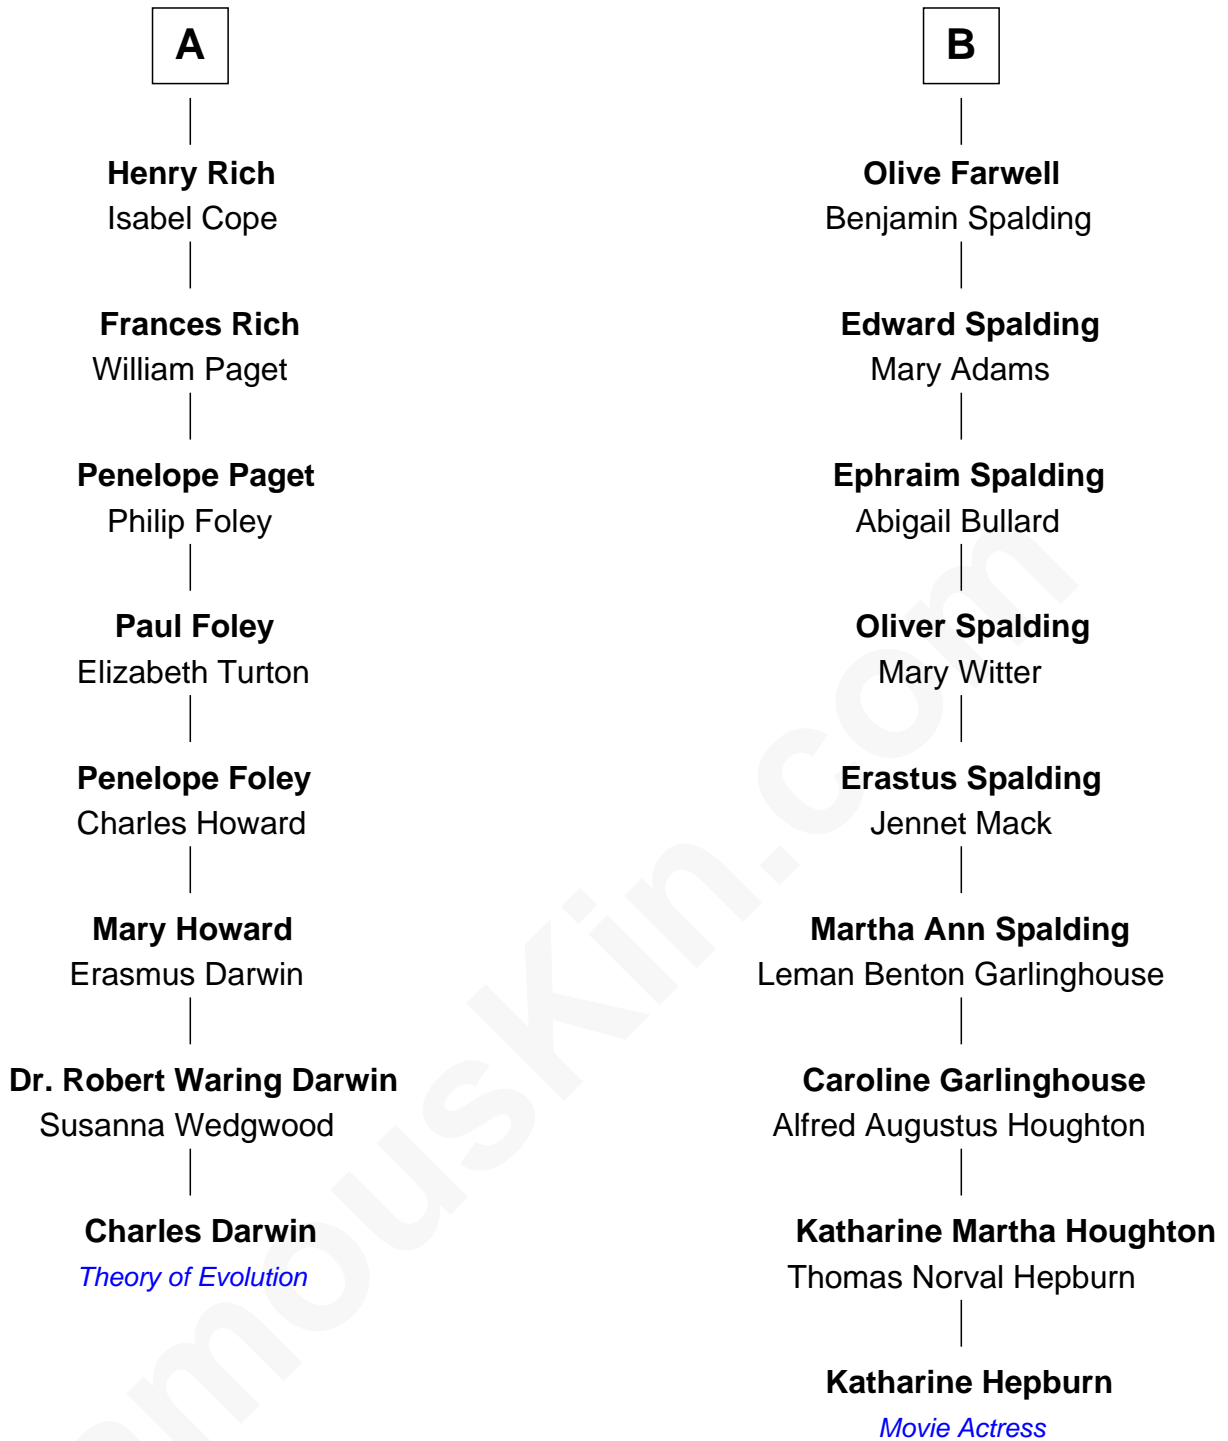 A
Henry Rich
Isabel Cope
Frances Rich
William Paget
Penelope Paget
Philip Foley
Paul Foley
Elizabeth Turton
Penelope Foley
Charles Howard
Mary Howard
Erasmus Darwin
Dr. Robert Waring Darwin
Susanna Wedgwood
Charles Darwin
Theory of Evolution
B
Olive Farwell
Benjamin Spalding
Edward Spalding
Mary Adams
Ephraim Spalding
Abigail Bullard
Oliver Spalding
Mary Witter
Erastus Spalding
Jennet Mack
Martha Ann Spalding
Leman Benton Garlinghouse
Caroline Garlinghouse
Alfred Augustus Houghton
Katharine Martha Houghton
Thomas Norval Hepburn
Katharine Hepburn
Movie Actress
amousKin.com